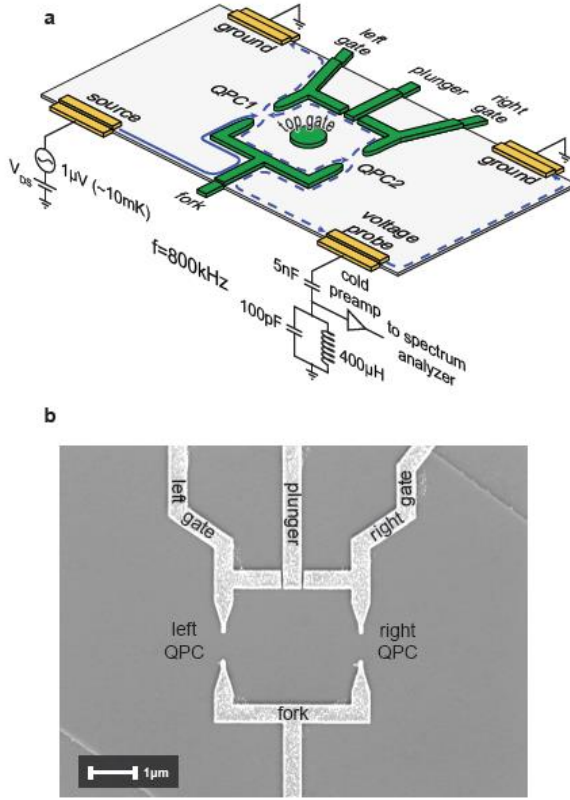 a
ground
left
gate
plunger
right
gate
QPC1
top gate
source
QPC2
ground
V_DS
1µV (~10mK)
fork
voltage
probe
f=800kHz
5nF
cold
preamp
to spectrum
analyzer
100pF
400µH
b
left
gate
plunger
right
gate
left
QPC
right
QPC
fork
1µm